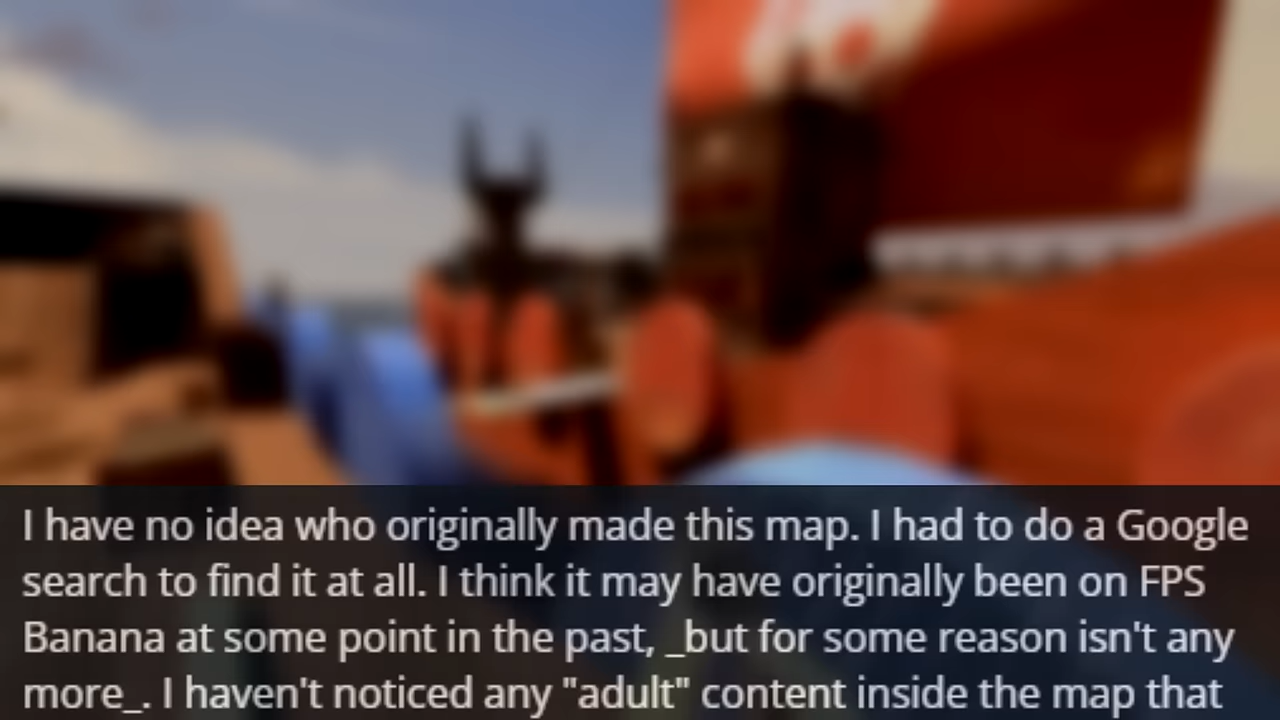 I have no idea who originally made this map. I had to do a Google
search to find it at all. I think it may have originally been on FPS
Banana at some point in the past, _but for some reason isn't any
more_. I haven't noticed any "adult" content inside the map that